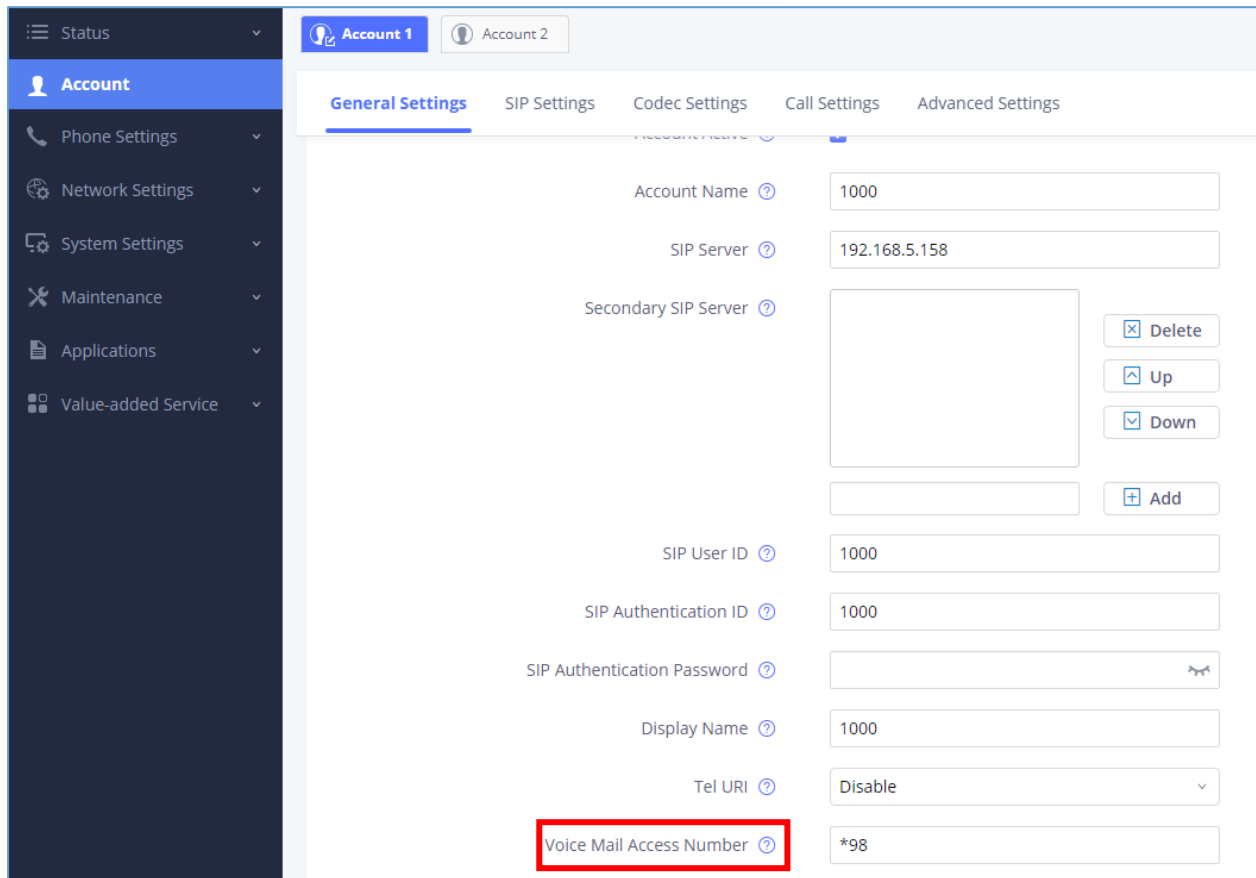 Status
Account
Phone Settings
Network Settings
System Settings
Maintenance
Applications
Value-added Service
Account 1
Account 2
General Settings
SIP Settings
Codec Settings
Call Settings
Advanced Settings
Account Active
Account Name 1000
SIP Server 192.168.5.158
Secondary SIP Server
Delete
Up
Down
Add
SIP User ID 1000
SIP Authentication ID 1000
SIP Authentication Password
Display Name 1000
Tel URI Disable
Voice Mail Access Number *98